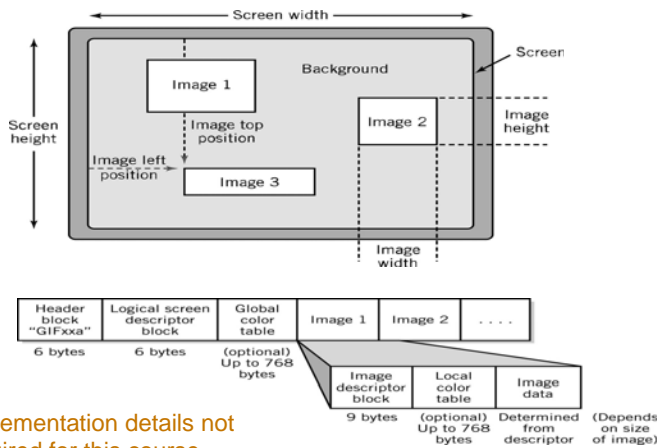 Screen width
Screen
Background
Image 1
Image 2
Image
height
Screen
height
Image top
position
Image left
position
Image 3
Image
width
Header
block
"GIFxxa"
Logical screen
descriptor
block
Global
color
table
Image 1
Image 2
. . . .
6 bytes
6 bytes
(optional)
Up to 768
bytes
Image
descriptor
block
Local
color
table
Image
data
9 bytes
(optional)
Up to 768
bytes
Determined
from
descriptor
(Depends
on size
of image)
ementation details not